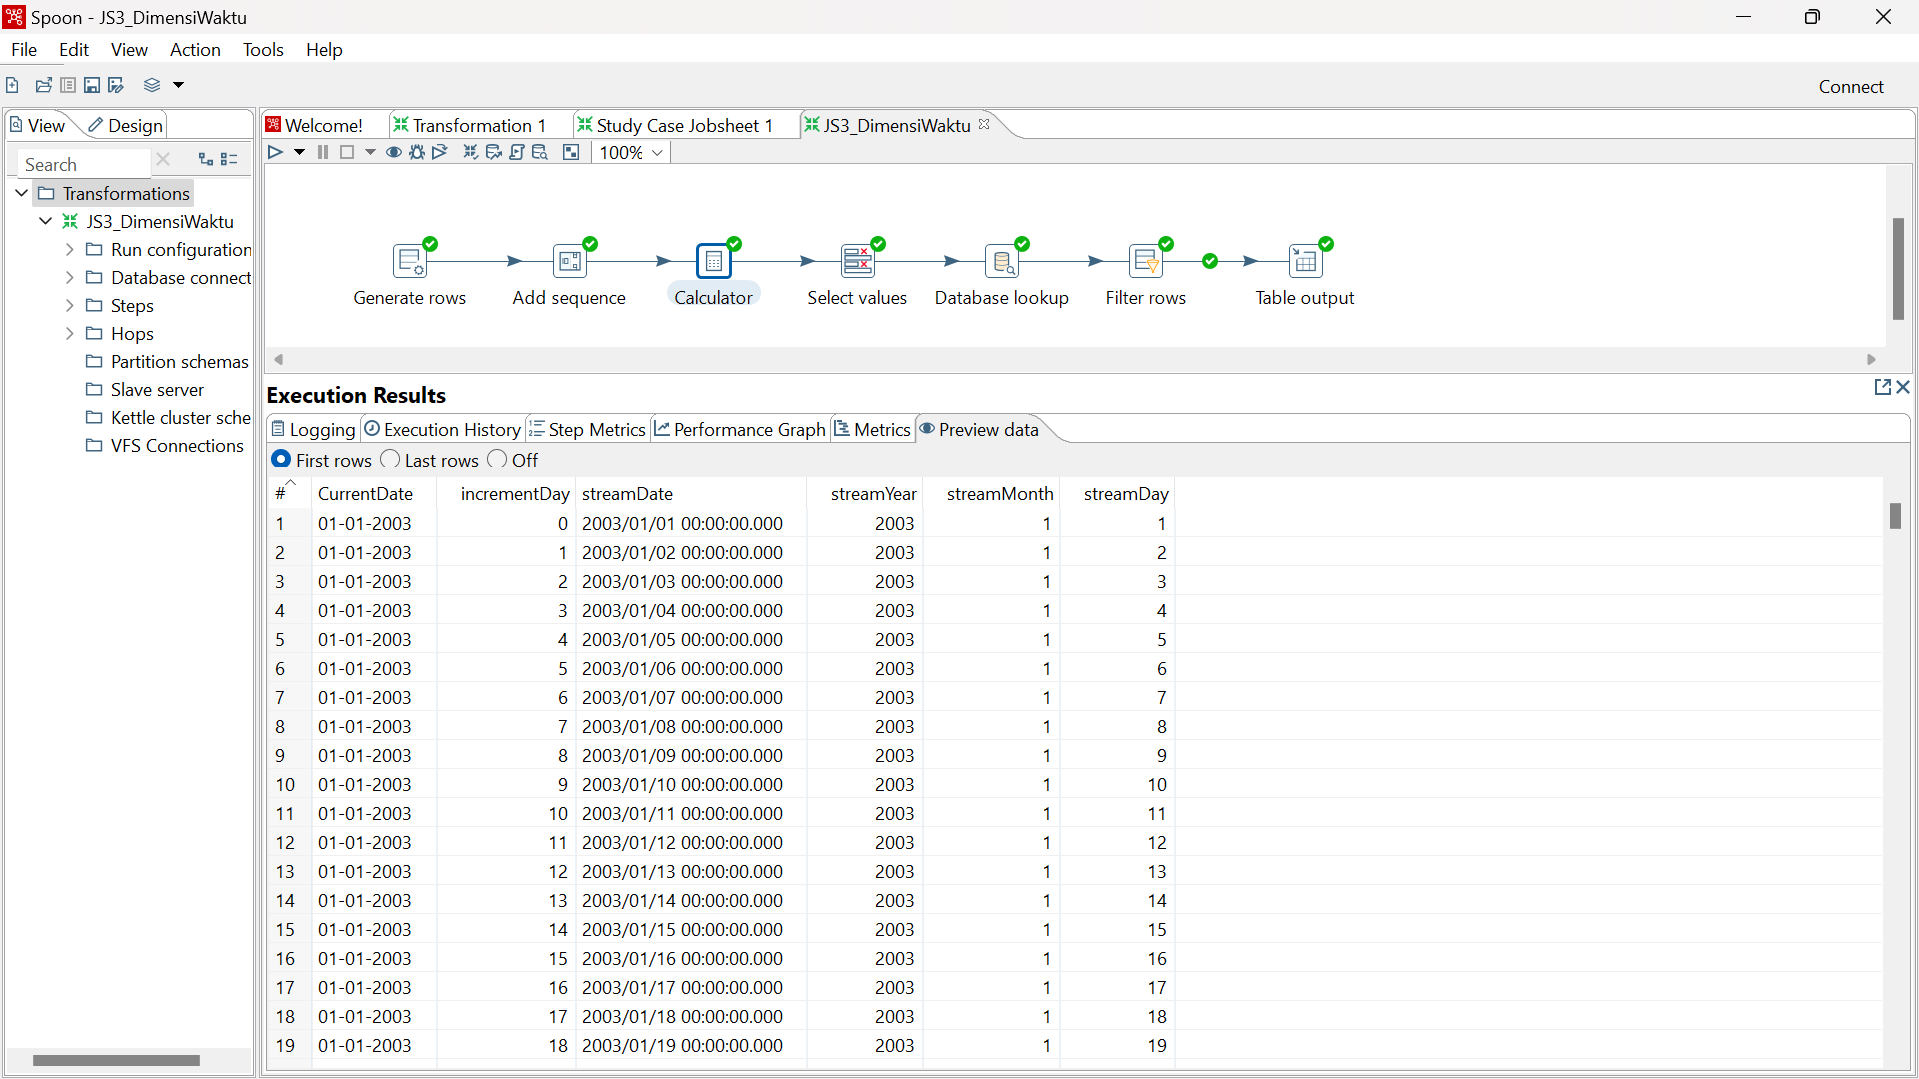 Spoon - JS3_DimensiWaktu
File Edit View Action Tools Help
Connect
View Design
Search
Transformations
JS3_DimensiWaktu
Run configuration
Database connect
Steps
Hops
Partition schemas
Slave server
Kettle cluster sche
VFS Connections
Welcome! Transformation 1 Study Case Jobsheet 1 JS3_DimensiWaktu
100%
Generate rows Add sequence Calculator Select values Database lookup Filter rows Table output
Execution Results
Logging Execution History Step Metrics Performance Graph Metrics Preview data
First rows Last rows Off
# CurrentDate incrementDay streamDate streamYear streamMonth streamDay
1 01-01-2003 0 2003/01/01 00:00:00.000 2003 1 1
2 01-01-2003 1 2003/01/02 00:00:00.000 2003 1 2
3 01-01-2003 2 2003/01/03 00:00:00.000 2003 1 3
4 01-01-2003 3 2003/01/04 00:00:00.000 2003 1 4
5 01-01-2003 4 2003/01/05 00:00:00.000 2003 1 5
6 01-01-2003 5 2003/01/06 00:00:00.000 2003 1 6
7 01-01-2003 6 2003/01/07 00:00:00.000 2003 1 7
8 01-01-2003 7 2003/01/08 00:00:00.000 2003 1 8
9 01-01-2003 8 2003/01/09 00:00:00.000 2003 1 9
10 01-01-2003 9 2003/01/10 00:00:00.000 2003 1 10
11 01-01-2003 10 2003/01/11 00:00:00.000 2003 1 11
12 01-01-2003 11 2003/01/12 00:00:00.000 2003 1 12
13 01-01-2003 12 2003/01/13 00:00:00.000 2003 1 13
14 01-01-2003 13 2003/01/14 00:00:00.000 2003 1 14
15 01-01-2003 14 2003/01/15 00:00:00.000 2003 1 15
16 01-01-2003 15 2003/01/16 00:00:00.000 2003 1 16
17 01-01-2003 16 2003/01/17 00:00:00.000 2003 1 17
18 01-01-2003 17 2003/01/18 00:00:00.000 2003 1 18
19 01-01-2003 18 2003/01/19 00:00:00.000 2003 1 19